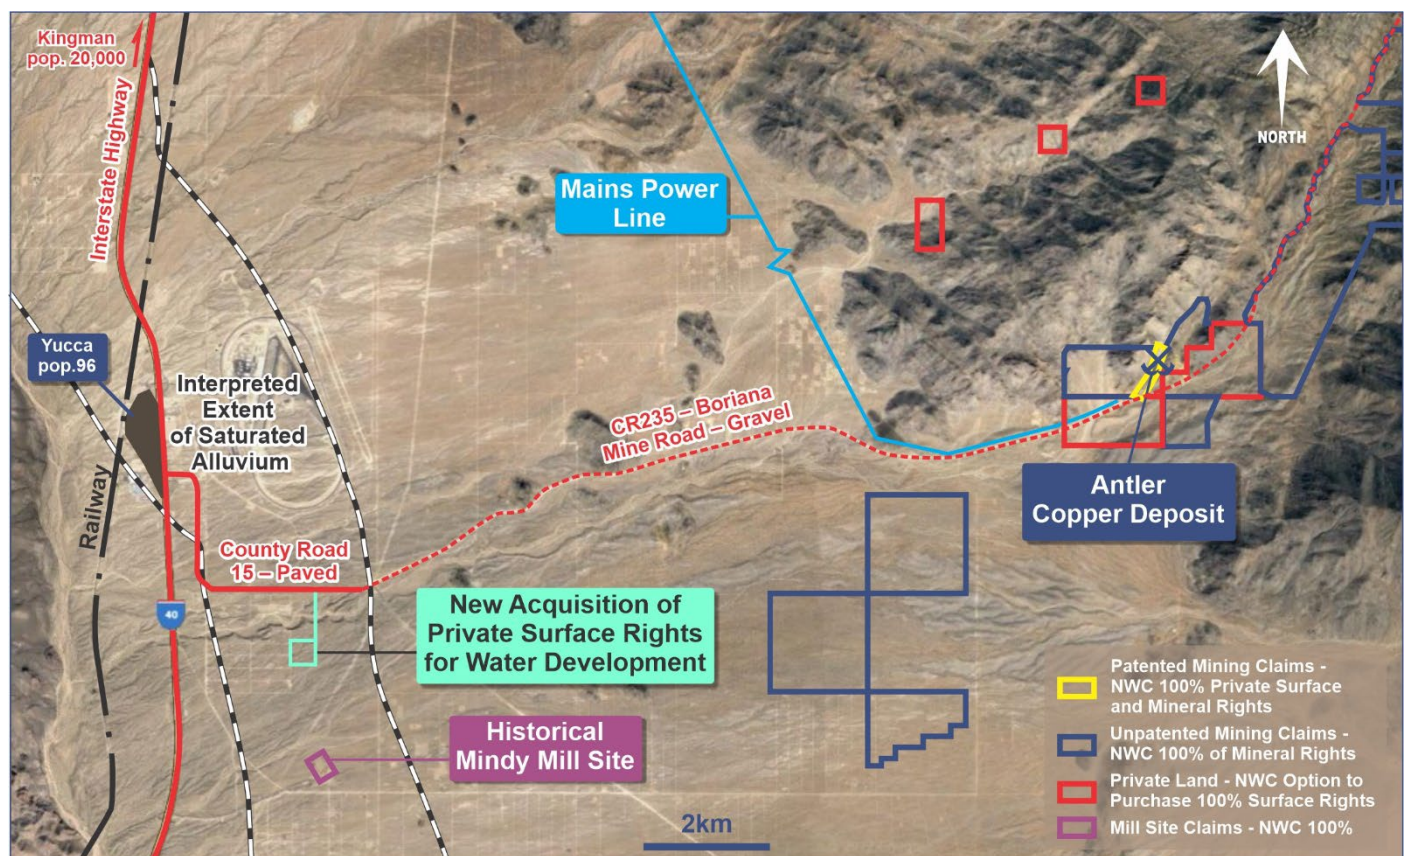 Kingman
pop. 20,000
Interstate Highway
NORTH
Mains Power
Line
Yucca
pop.96
Interpreted
Extent
of Saturated
Alluvium
CR235 – Boriana
Mine Road – Gravel
Railway
Antler
Copper Deposit
County Road
15 – Paved
40
New Acquisition of
Private Surface Rights
for Water Development
Historical
Mindy Mill Site
2km
Patented Mining Claims -
NWC 100% Private Surface
and Mineral Rights
Unpatented Mining Claims -
NWC 100% of Mineral Rights
Private Land - NWC Option to
Purchase 100% Surface Rights
Mill Site Claims - NWC 100%